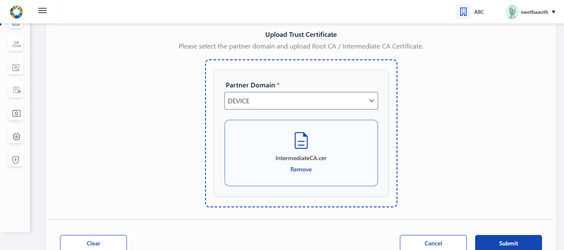 ABC
swethaauth
Upload Trust Certificate
Please select the partner domain and upload Root CA / Intermediate CA Certificate.
Partner Domain *
DEVICE
IntermediateCA.cer
Remove
Clear
Cancel
Submit